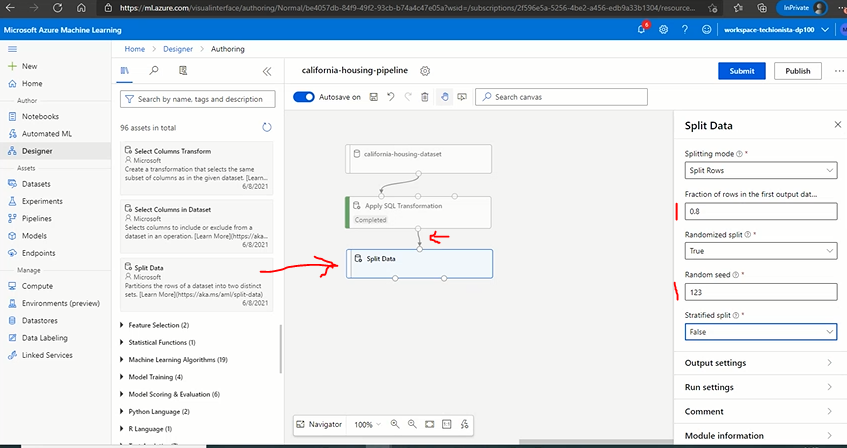 https://ml.azure.com/visualinterface/authoring/Normal/be4057db-84f9-49f2-93cb-b74a4c47e05a?wsid=/subscriptions/2f596e5a-5256-4be2-a456-edb9a33b1304/resource...
InPrivate
Microsoft Azure Machine Learning
6
workspace-techionista-dp100
Home > Designer > Authoring
New
Home
Author
Notebooks
Automated ML
Designer
Assets
Datasets
Experiments
Pipelines
Models
Endpoints
Manage
Compute
Environments (preview)
Datastores
Data Labeling
Linked Services
Search by name, tags and description
96 assets in total
Select Columns Transform
Microsoft
Create a transformation that selects the same
subset of columns as in the given dataset. [Learn...
6/8/2021
Select Columns in Dataset
Microsoft
Selects columns to include or exclude from a
dataset in an operation. [Learn More](https://aka.ms...
6/8/2021
Split Data
Microsoft
Partitions the rows of a dataset into two distinct
sets. [Learn More](https://aka.ms/aml/split-data)
6/8/2021
Feature Selection (2)
Statistical Functions (1)
Machine Learning Algorithms (19)
Model Training (4)
Model Scoring & Evaluation (6)
Python Language (2)
R Language (1)
california-housing-pipeline
Submit
Publish
Autosave on
Search canvas
california-housing-dataset
Apply SQL Transformation
Completed
Split Data
Navigator
100%
Split Data
Splitting mode *
Split Rows
Fraction of rows in the first output dat...
0.8
Randomized split *
True
Random seed *
123
Stratified split *
False
Output settings
Run settings
Comment
Module information